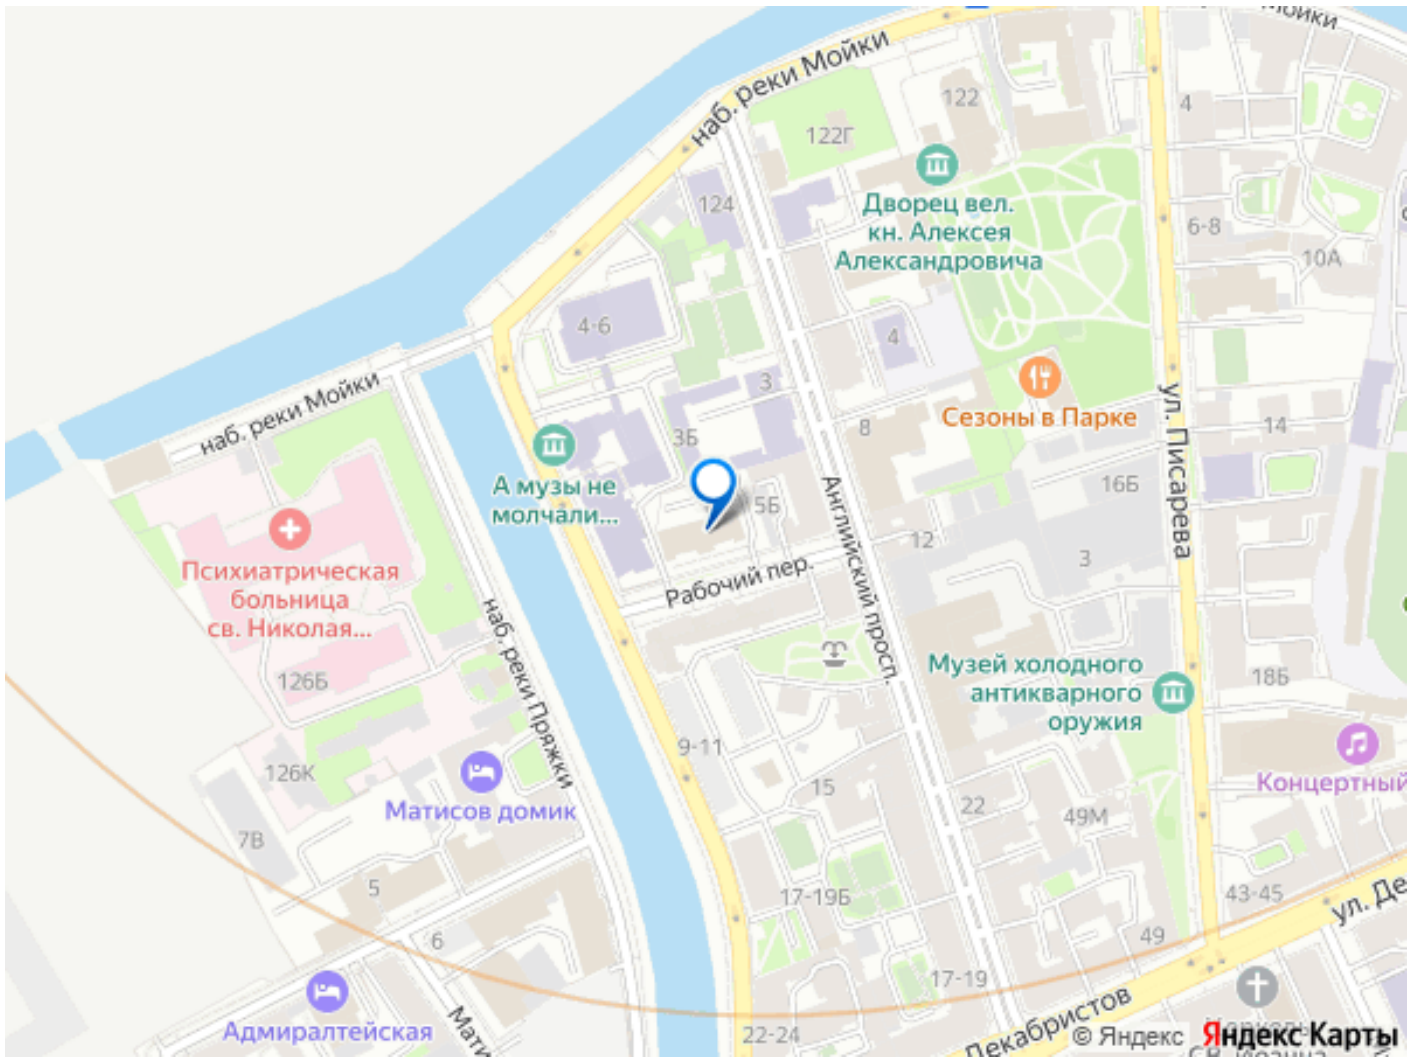 наб. реки Мойки
Мойки
122
4
122Г
Дворец вел.
кн. Алексея
Александровича
124
6-8
10А
4-6
4
наб. реки Мойки
3
Сезоны в Парке
ул. Писарева
8
14
3Б
А музы не
молчали...
5Б
16Б
Английский просп.
12
3
Психиатрическая
больница
св. Николая...
Рабочий пер.
наб. реки Пряжки
126Б
Музей холодного
антикварного
оружия
18Б
9-11
126К
15
Концертный
Матисов домик
22
49М
7В
5
17-19Б
43-45
ул. Де
6
49
17-19
Адмиралтейская
22-24
Декабристов
© Яндекс
Яндекс Карты